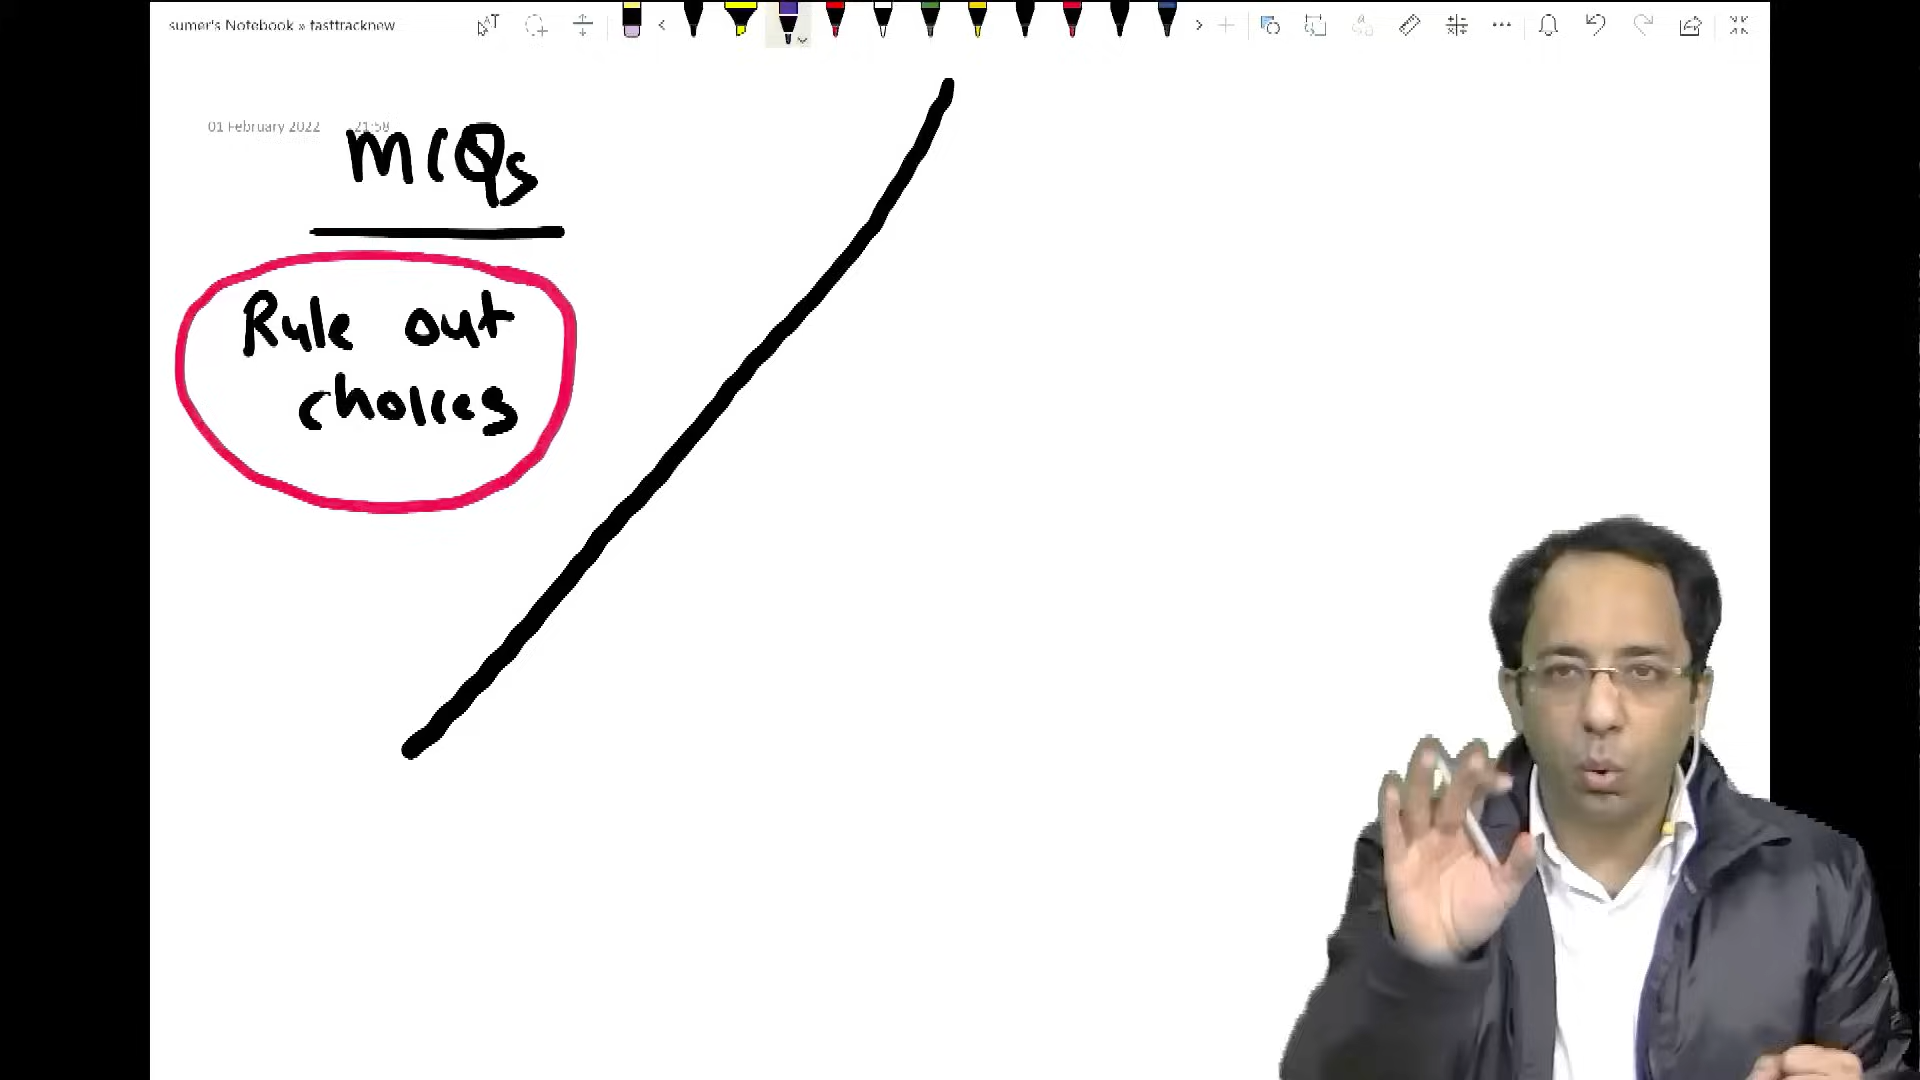 sumer's Notebook » fasttracknew
01 February 2022 21:58
MCQs
Rule out
choices